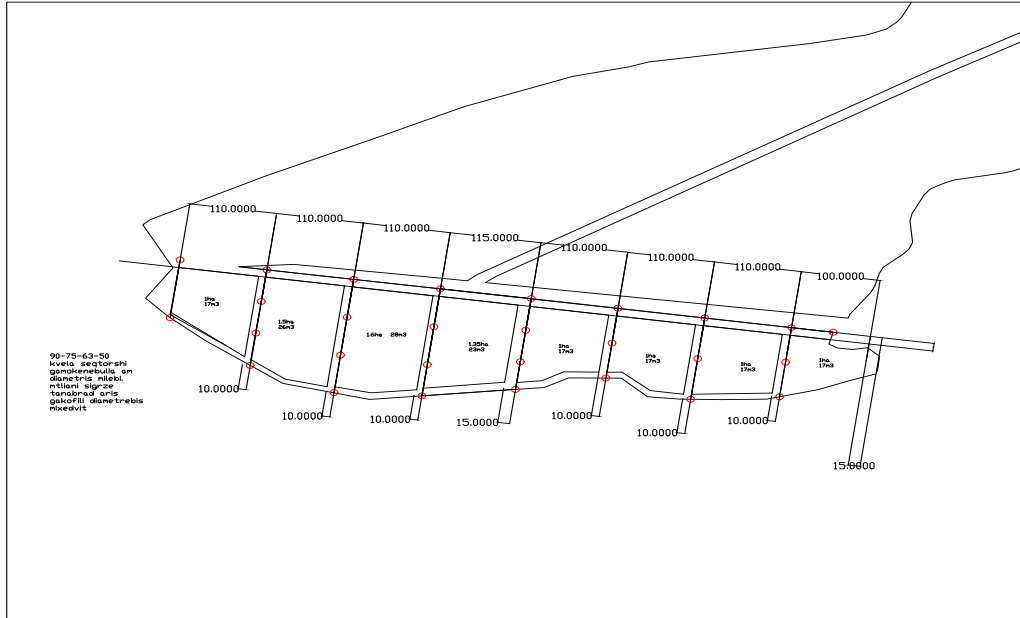 110.0000
110.0000
110.0000
115.0000
110.0000
110.0000
110.0000
100.0000
1ha
17m3
1.5ha
26m3
1.6ha 28m3
1.35ha
23m3
1ha
17m3
1ha
17m3
1ha
17m3
1ha
17m3
90-75-63-50
kvela seqtorshi
gamokenebulia am
diametris milebi.
mtliani sigrze
tanabrad aris
gakofili diametrebis
mixedvit
10.0000
10.0000
10.0000
15.0000
10.0000
10.0000
10.0000
15.0000